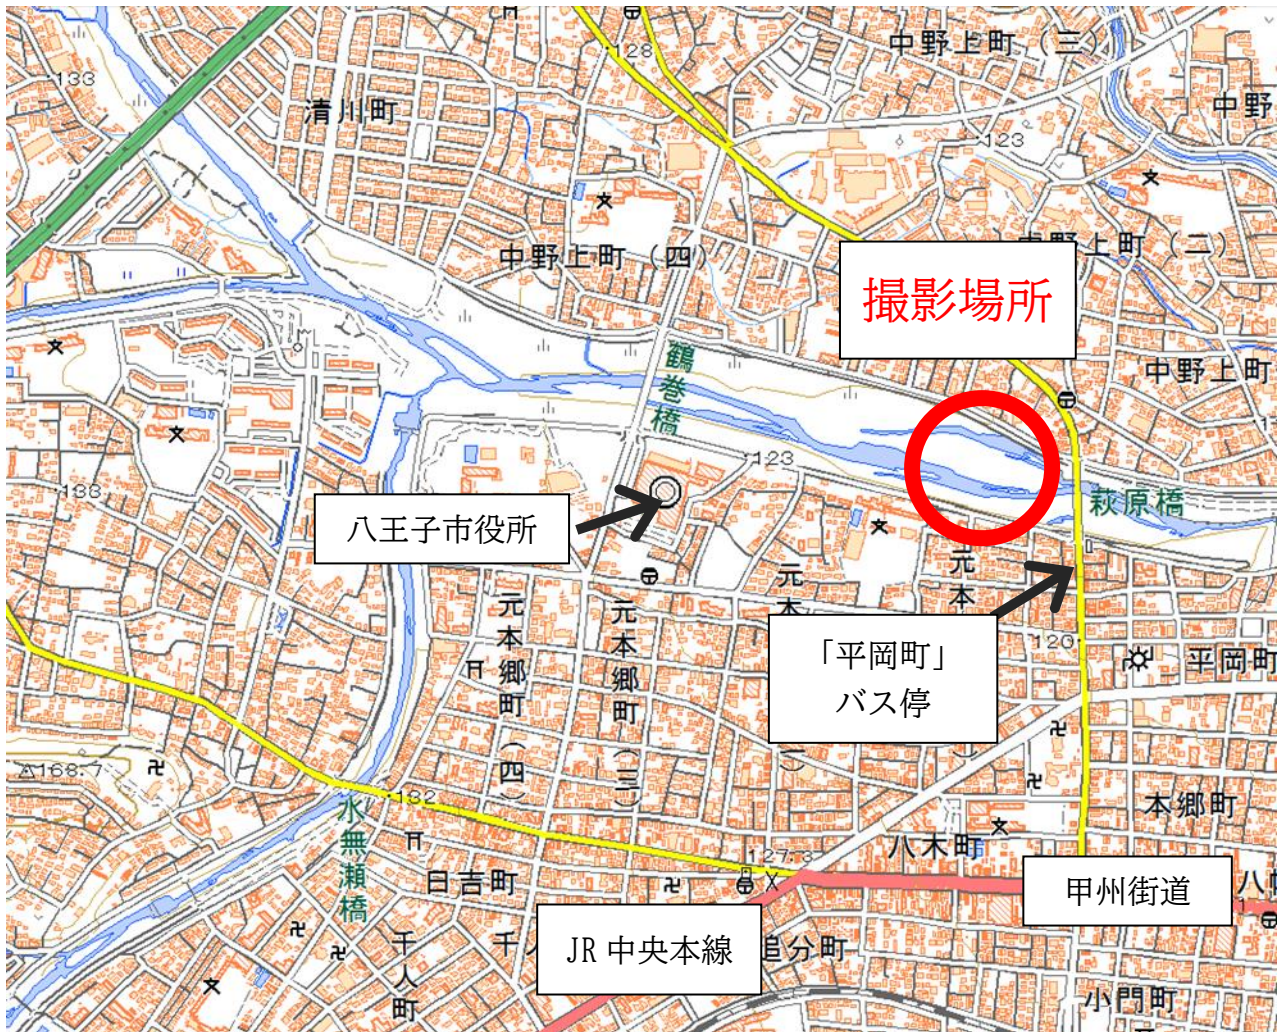 中野上町(三)
128
133
中野
清川町
123
中野上町(四)
中野上町(二)
撮影場所
鶴巻橋
中野上町
123
133
萩原橋
八王子市役所
元本郷町(四)
元本郷町(三)
元本
元本
「平岡町」
バス停
120
平岡町
168.7
132
水無瀬橋
本郷町
127.3
八木町
日吉町
甲州街道
八
千人町
千
JR 中央本線
追分町
小門町